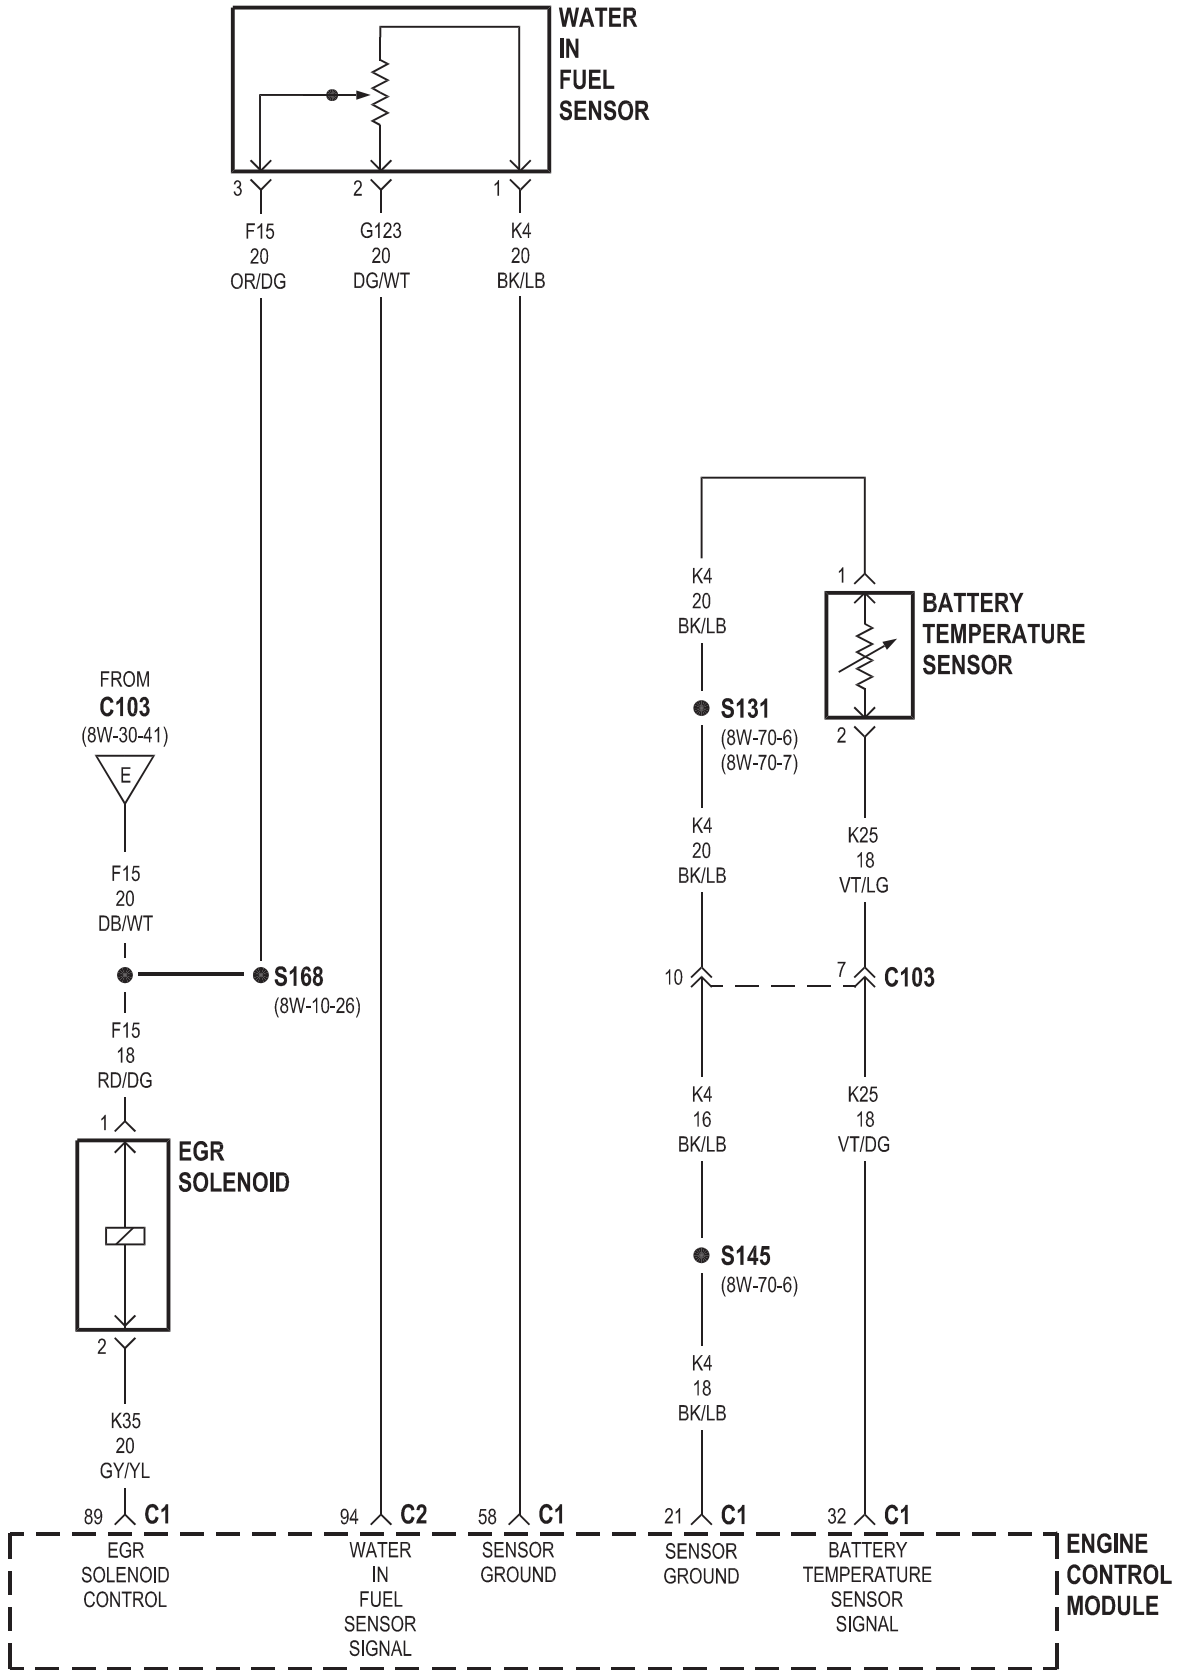 WATER
IN
FUEL
SENSOR
3
2
1
F15
20
OR/DG
G123
20
DG/WT
K4
20
BK/LB
K4
20
BK/LB
1
BATTERY
TEMPERATURE
SENSOR
2
S131
(8W-70-6)
(8W-70-7)
FROM
C103
(8W-30-41)
E
F15
20
DB/WT
S168
(8W-10-26)
F15
18
RD/DG
K4
20
BK/LB
K25
18
VT/LG
10
7
C103
K4
16
BK/LB
K25
18
VT/DG
1
EGR
SOLENOID
2
S145
(8W-70-6)
K4
18
BK/LB
K35
20
GY/YL
89
C1
94
C2
58
C1
21
C1
32
C1
EGR
SOLENOID
CONTROL
WATER
IN
FUEL
SENSOR
SIGNAL
SENSOR
GROUND
SENSOR
GROUND
BATTERY
TEMPERATURE
SENSOR
SIGNAL
ENGINE
CONTROL
MODULE